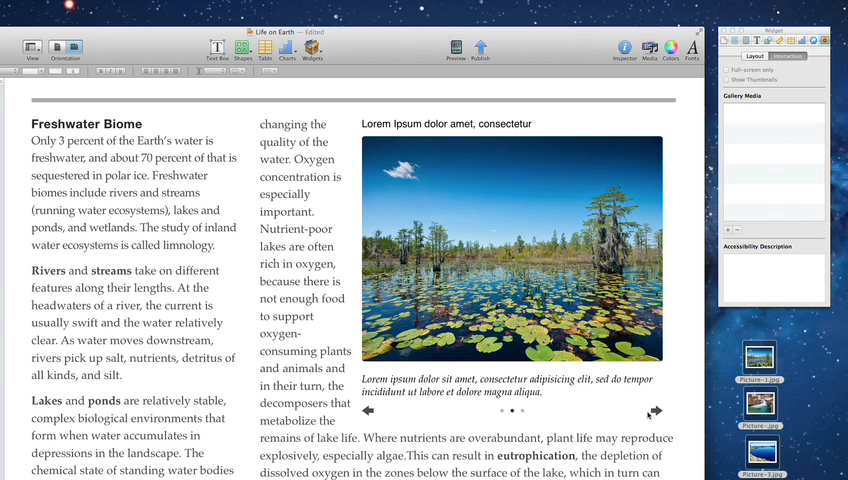 Life on Earth — Edited
View
Orientation
Text Box
Shapes
Table
Charts
Widgets
Preview
Publish
Inspector
Media
Colors
Fonts
B I U
Freshwater Biome
Only 3 percent of the Earth's water is
freshwater, and about 70 percent of that is
sequestered in polar ice. Freshwater
biomes include rivers and streams
(running water ecosystems), lakes and
ponds, and wetlands. The study of inland
water ecosystems is called limnology.
Rivers and streams take on different
features along their lengths. At the
headwaters of a river, the current is
usually swift and the water relatively
clear. As water moves downstream,
rivers pick up salt, nutrients, detritus of
all kinds, and silt.
Lakes and ponds are relatively stable,
complex biological environments that
form when water accumulates in
depressions in the landscape. The
chemical state of standing water bodies
changing the
quality of the
water. Oxygen
concentration is
especially
important.
Nutrient-poor
lakes are often
rich in oxygen,
because there is
not enough food
to support
oxygen-
consuming plants
and animals and
in their turn, the
decomposers that
metabolize the
remains of lake life. Where nutrients are overabundant, plant life may reproduce
explosively, especially algae.This can result in eutrophication, the depletion of
dissolved oxygen in the zones below the surface of the lake, which in turn can
Lorem Ipsum dolor amet, consectetur
Lorem ipsum dolor sit amet, consectetur adipisicing elit, sed do tempor
incididunt ut labore et dolore magna aliqua.
Widget
Layout
Interaction
Full-screen only
Show Thumbnails
Gallery Media
Accessibility Description
Picture-1.jpg
Picture-.jpg
Picture-3.jpg